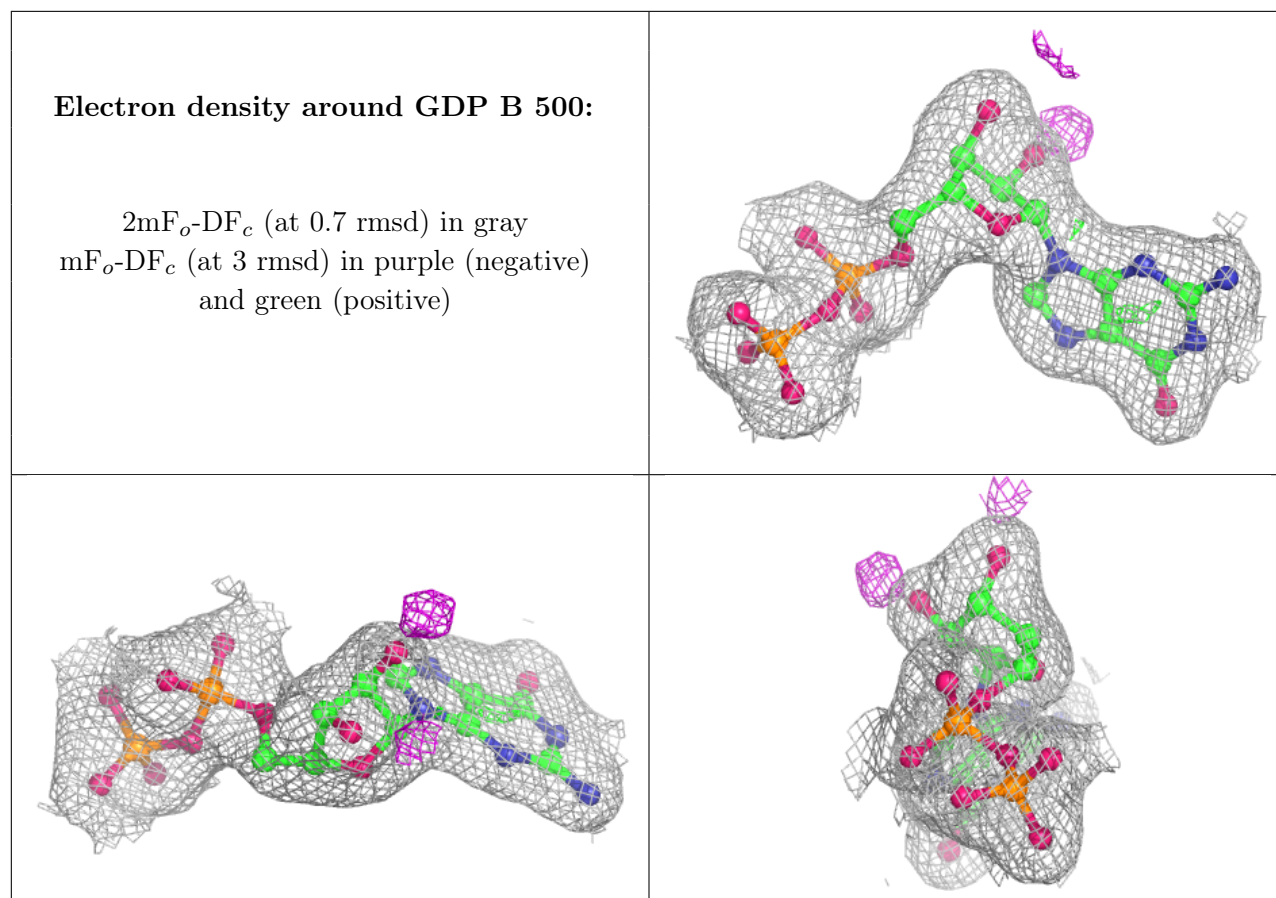 Electron density around GDP B 500:
2mFₒ-DF𝒸 (at 0.7 rmsd) in gray
mFₒ-DF𝒸 (at 3 rmsd) in purple (negative)
and green (positive)